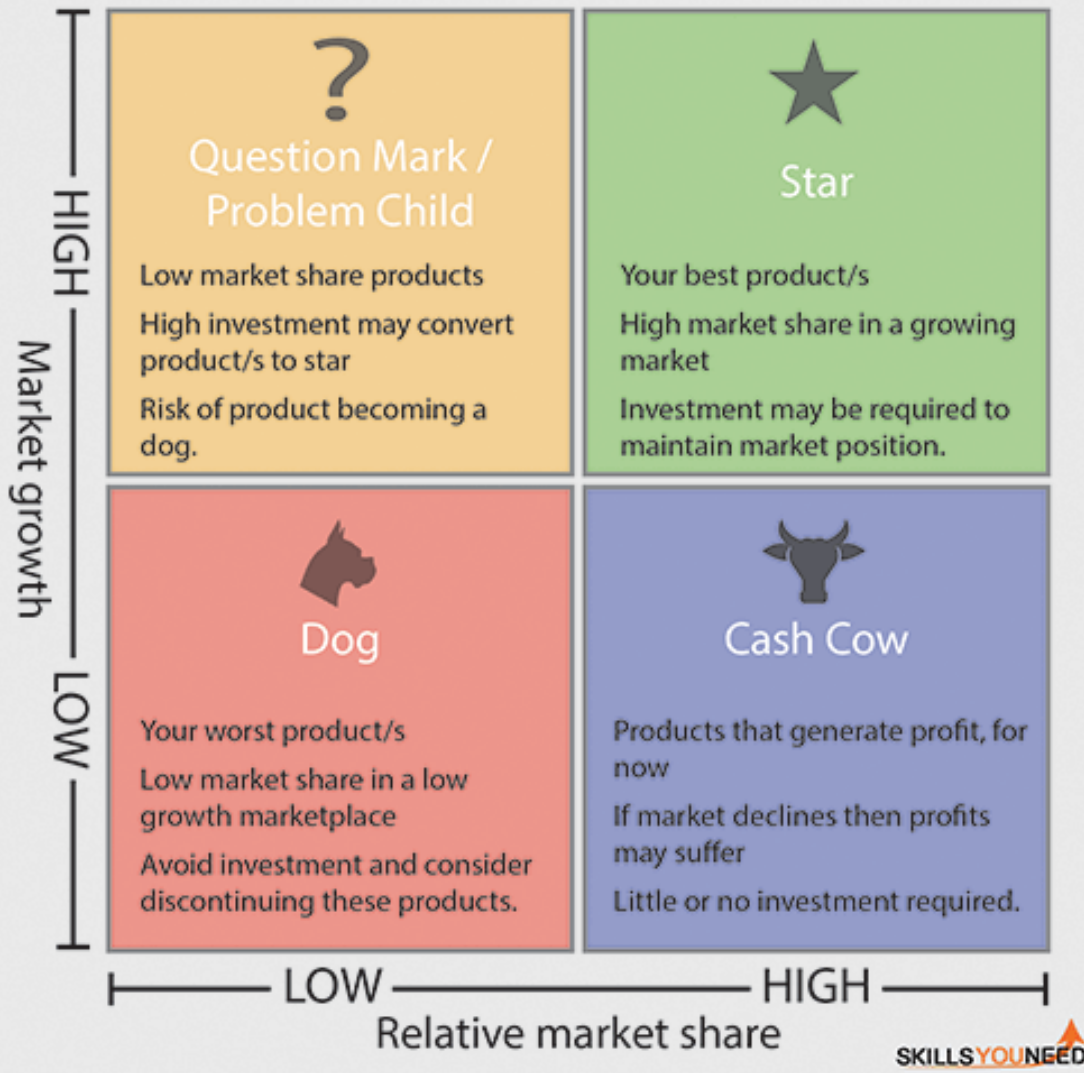 ?
Question Mark /
Problem Child
Low market share products
High investment may convert
product/s to star
Risk of product becoming a
dog.
Star
Your best product/s
High market share in a growing
market
Investment may be required to
maintain market position.
HIGH
Market growth
LOW
Dog
Your worst product/s
Low market share in a low
growth marketplace
Avoid investment and consider
discontinuing these products.
Cash Cow
Products that generate profit, for
now
If market declines then profits
may suffer
Little or no investment required.
LOW
HIGH
Relative market share
SKILLSYOUNEED